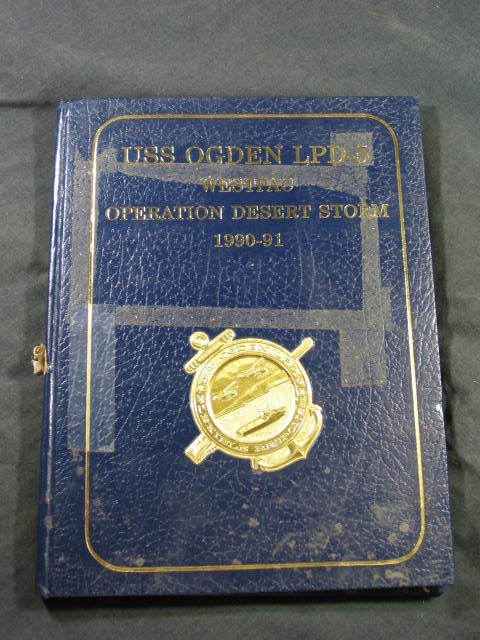 USS OGDEN LPD-5
WESTPAC
OPERATION DESERT STORM
1990-91